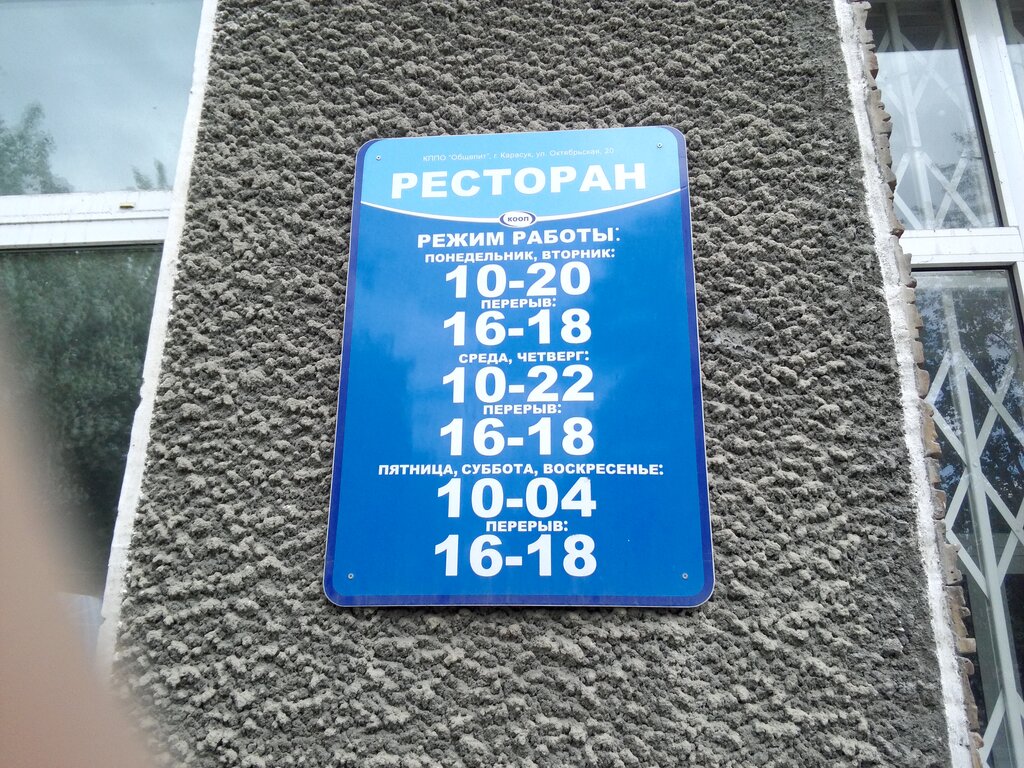 КППО "Общепит", г. Карасук, ул. Октябрьская, 20
РЕСТОРАН
КООП
РЕЖИМ РАБОТЫ:
ПОНЕДЕЛЬНИК, ВТОРНИК:
10-20
ПЕРЕРЫВ:
16-18
СРЕДА, ЧЕТВЕРГ:
10-22
ПЕРЕРЫВ:
16-18
ПЯТНИЦА, СУББОТА, ВОСКРЕСЕНЬЕ:
10-04
ПЕРЕРЫВ:
16-18